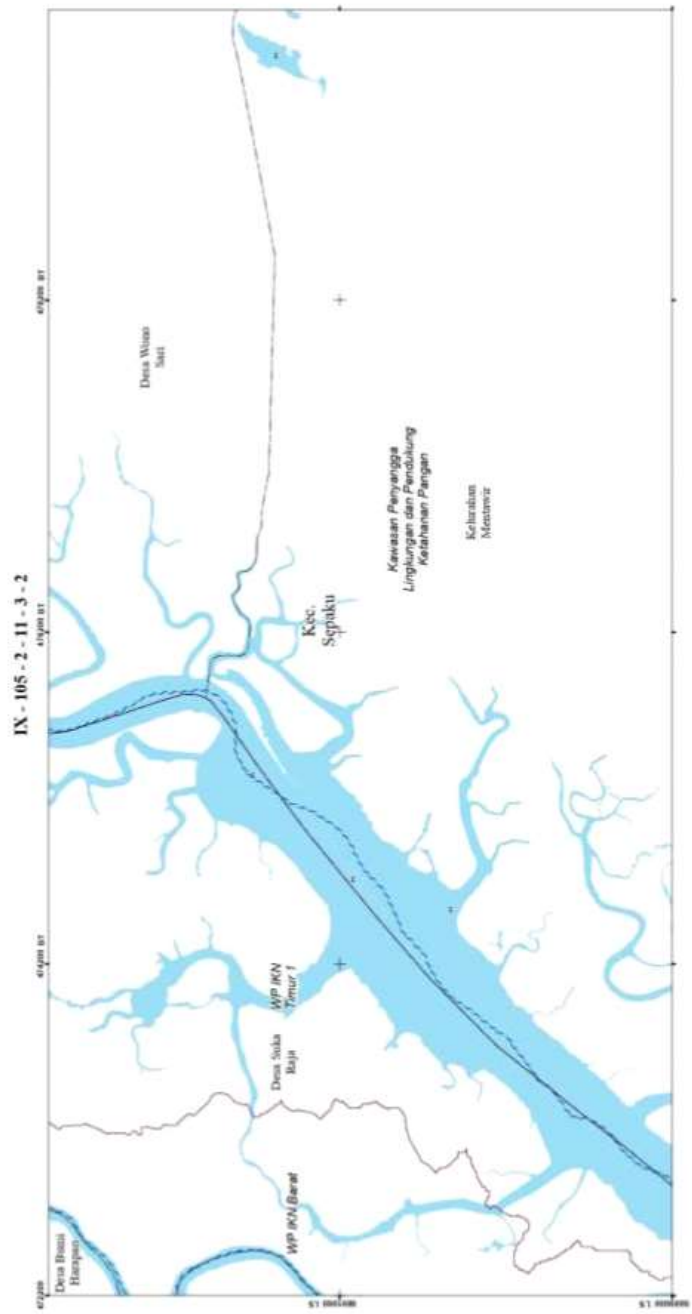 IX - 105 - 2 - 11 - 3 - 2
Desa Bumi
Harapan
WP IKN Barat
Desa Suka
Raja
WP IKN
Timur 1
Kec.
Sepaku
Desa Wono
Sari
Kawasan Penyangga
Lingkungan dan Pendukung
Ketahanan Pangan
Kelurahan
Mentawir